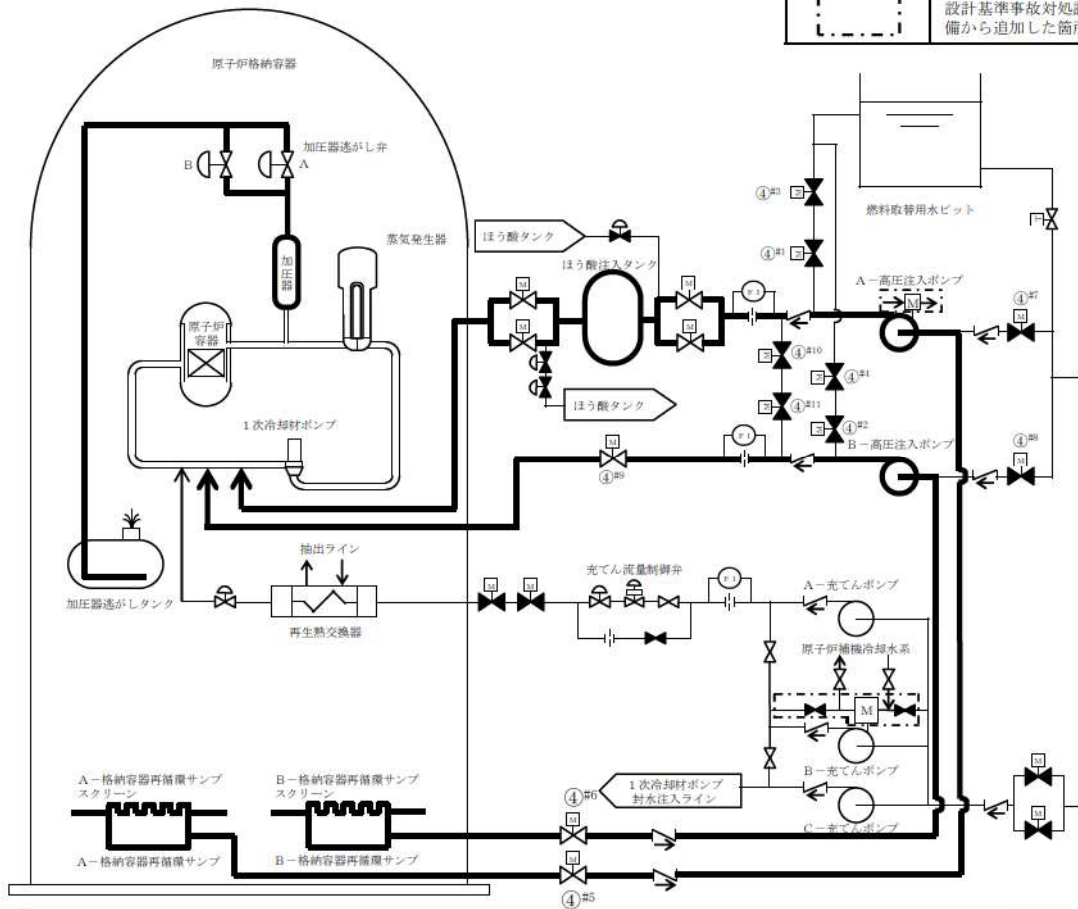 設計基準事故対処設
備から追加した箇所
原子炉格納容器
加圧器逃がし弁
B
A
加圧器
蒸気発生器
原子炉
容器
1次冷却材ポンプ
加圧器逃がしタンク
ほう酸タンク
M
M
ほう酸注入タンク
M
M
FI
M
④#3
M
④#1
燃料取替用水ピット
T
A-高圧注入ポンプ
M
M
④#7
M
④#10
M
④#4
M
④#11
M
④#2
ほう酸タンク
FI
B-高圧注入ポンプ
M
④#9
M
④#8
抽出ライン
再生熱交換器
M
M
充てん流量制御弁
FI
A-充てんポンプ
原子炉補機冷却水系
M
B-充てんポンプ
1次冷却材ポンプ
封水注入ライン
C-充てんポンプ
M
M
A-格納容器再循環サンプ
スクリーン
B-格納容器再循環サンプ
スクリーン
④#6
M
A-格納容器再循環サンプ
B-格納容器再循環サンプ
M
④#5